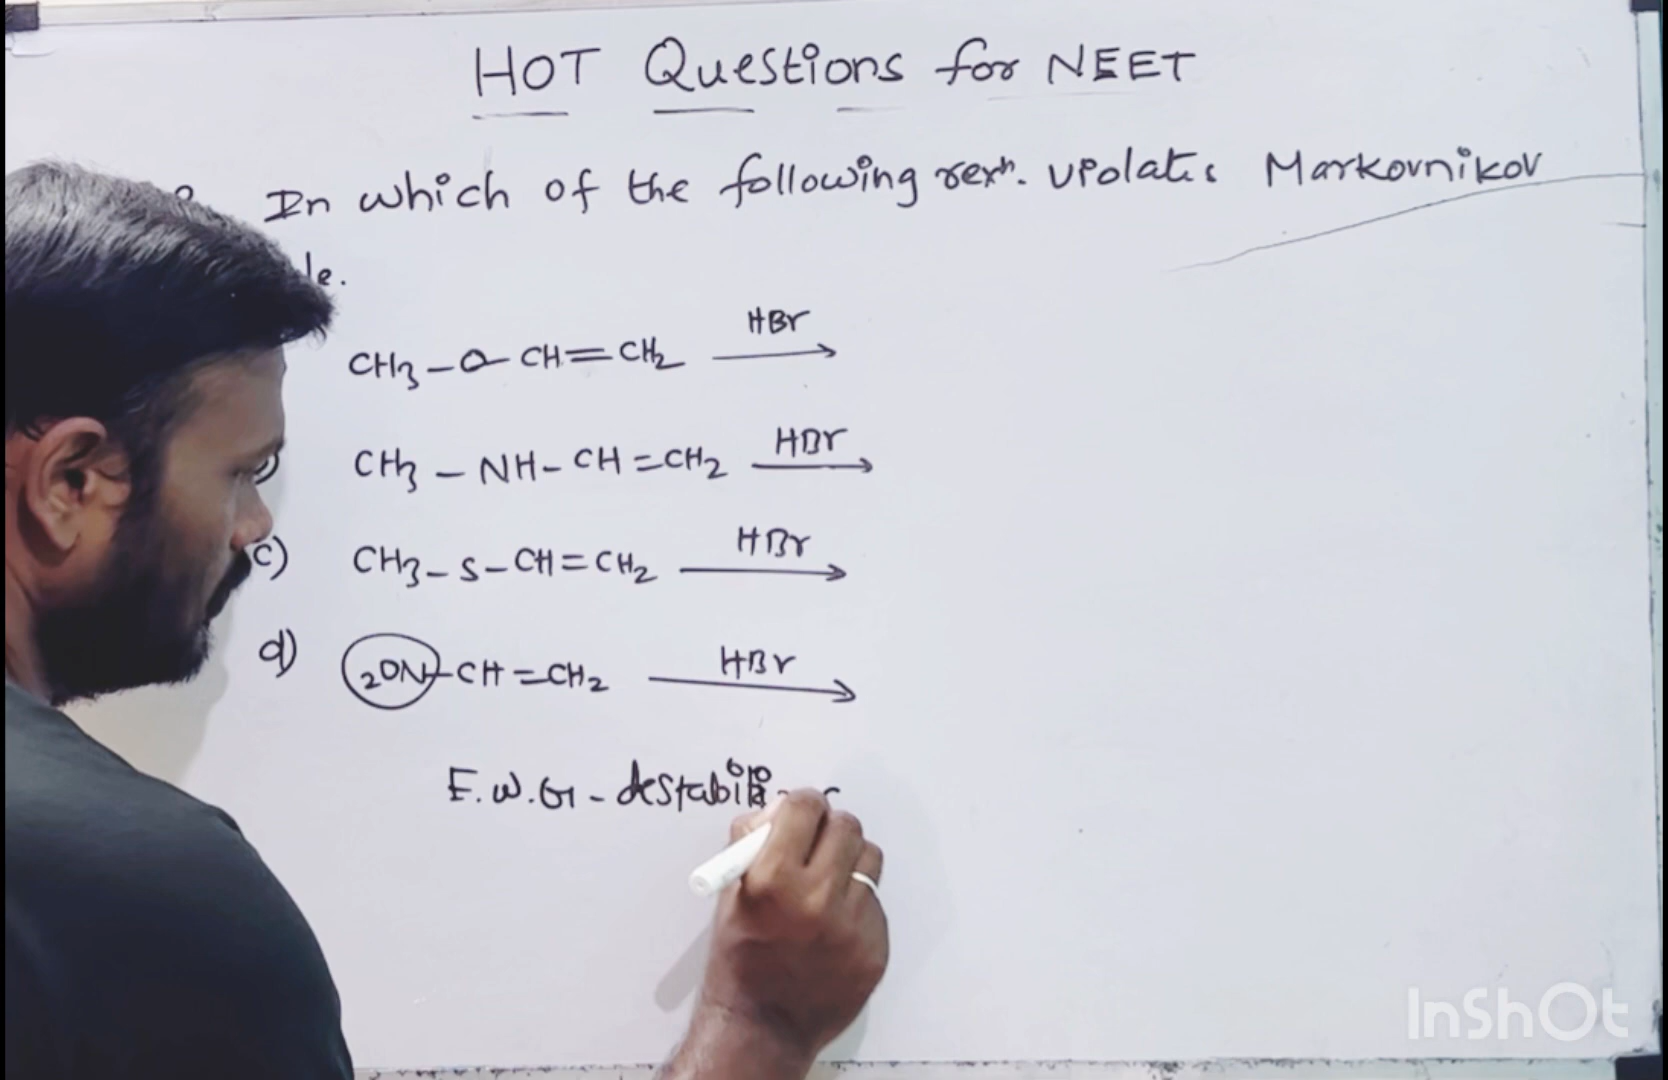 HOT Questions for NEET
In which of the following rexn. violates Markovnikov
le.
CH3-O-CH=CH2 HBr
CH3-NH-CH=CH2 HBr
c) CH3-S-CH=CH2 HBr
d) 2ON-CH=CH2 HBr
E.W.G-
InShOt